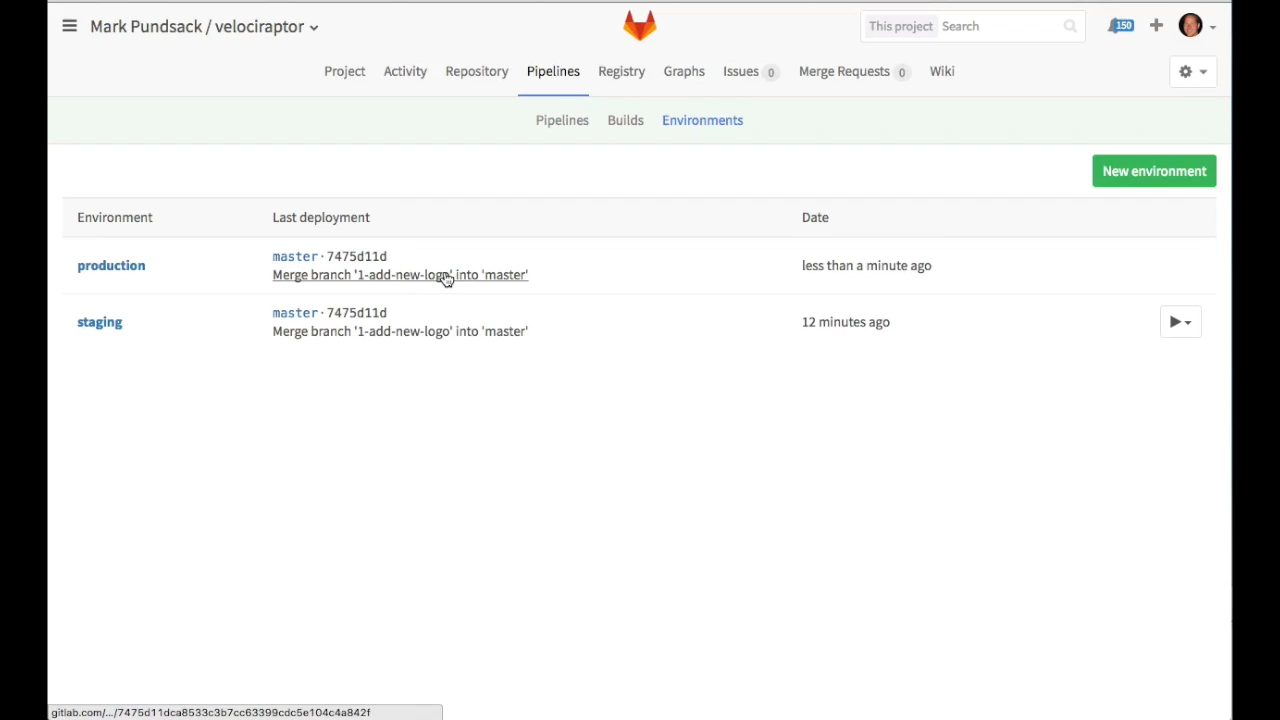 Mark Pundsack / velociraptor
This project Search
150
Project Activity Repository Pipelines Registry Graphs Issues 0 Merge Requests 0 Wiki
Pipelines Builds Environments
New environment
Environment Last deployment Date
production
master · 7475d11d
Merge branch '1-add-new-logo' into 'master'
less than a minute ago
staging
master · 7475d11d
Merge branch '1-add-new-logo' into 'master'
12 minutes ago
gitlab.com/.../7475d11dca8533c3b7cc63399cdc5e104c4a842f